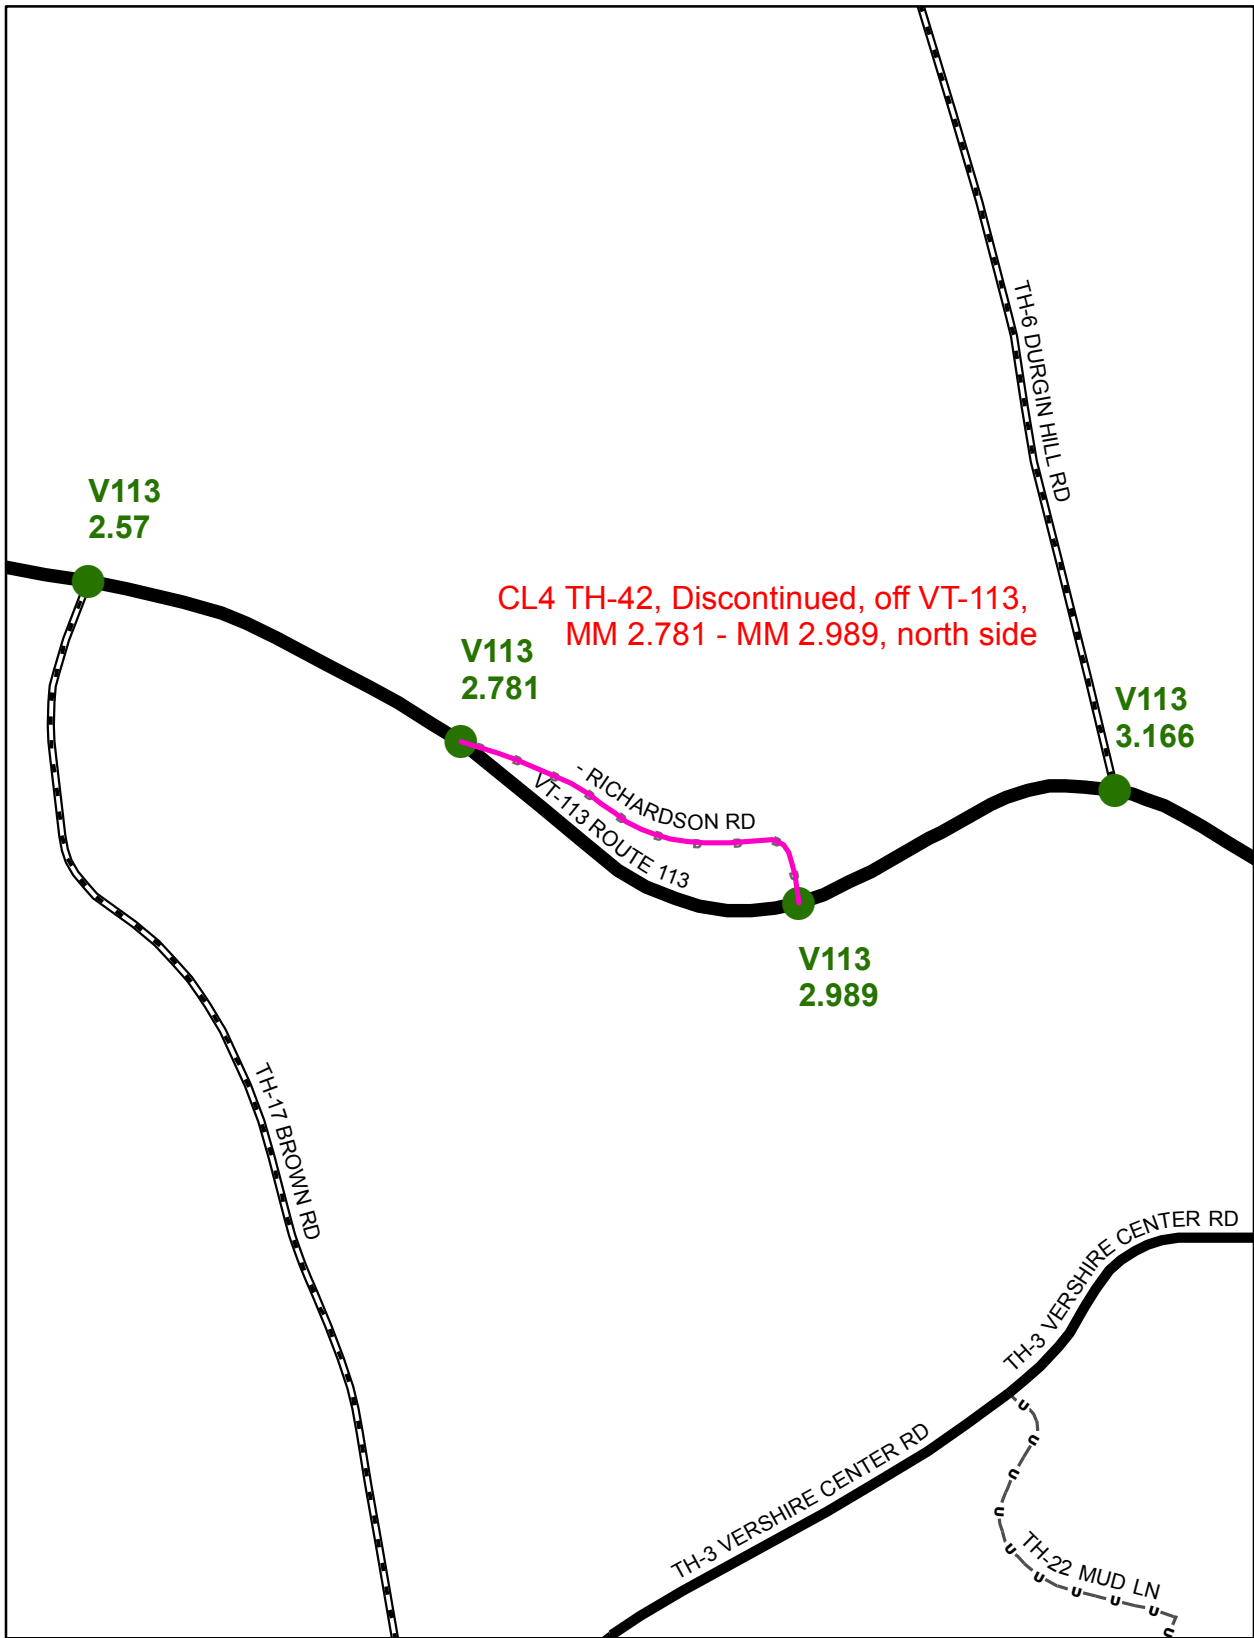 TH-6 DURGIN HILL RD
V113
2.57
CL4 TH-42, Discontinued, off VT-113,
MM 2.781 - MM 2.989, north side
V113
2.781
V113
3.166
- RICHARDSON RD
VT-113 ROUTE 113
V113
2.989
TH-17 BROWN RD
TH-3 VERSHIRE CENTER RD
TH-3 VERSHIRE CENTER RD
TH-22 MUD LN